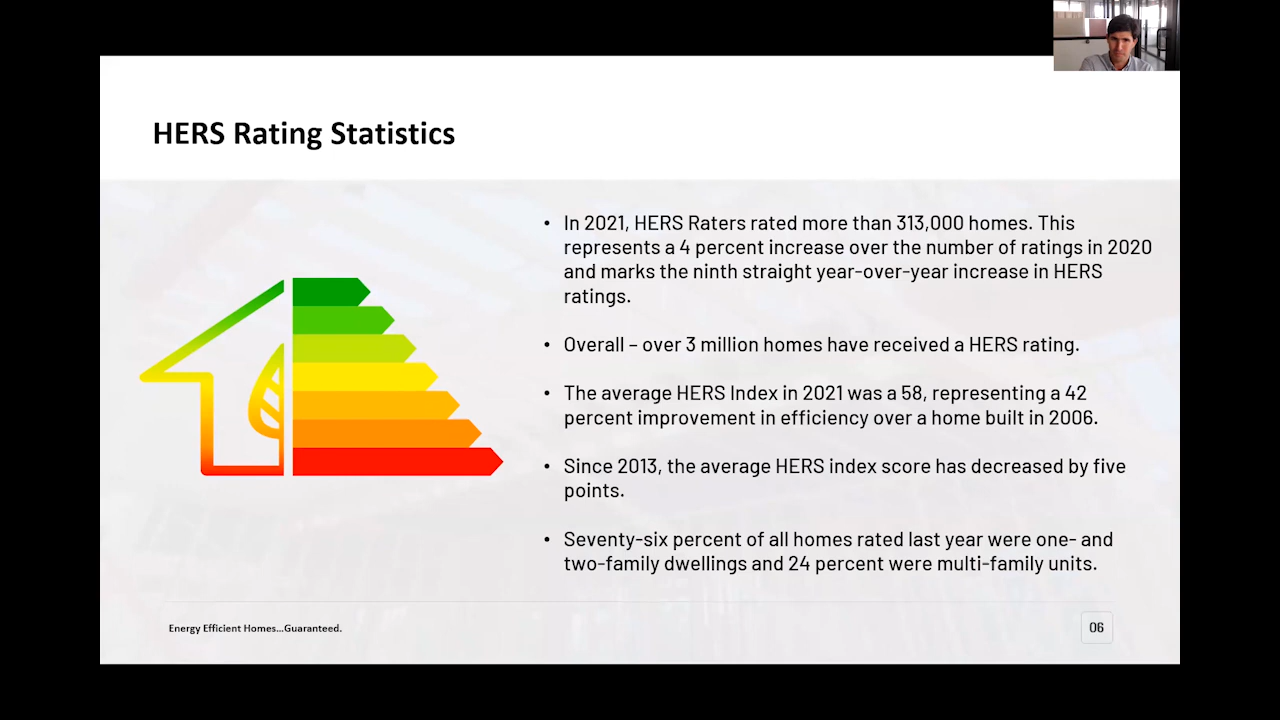 HERS Rating Statistics
• In 2021, HERS Raters rated more than 313,000 homes. This
represents a 4 percent increase over the number of ratings in 2020
and marks the ninth straight year-over-year increase in HERS
ratings.
• Overall – over 3 million homes have received a HERS rating.
• The average HERS Index in 2021 was a 58, representing a 42
percent improvement in efficiency over a home built in 2006.
• Since 2013, the average HERS index score has decreased by five
points.
• Seventy-six percent of all homes rated last year were one- and
two-family dwellings and 24 percent were multi-family units.
Energy Efficient Homes...Guaranteed.
06